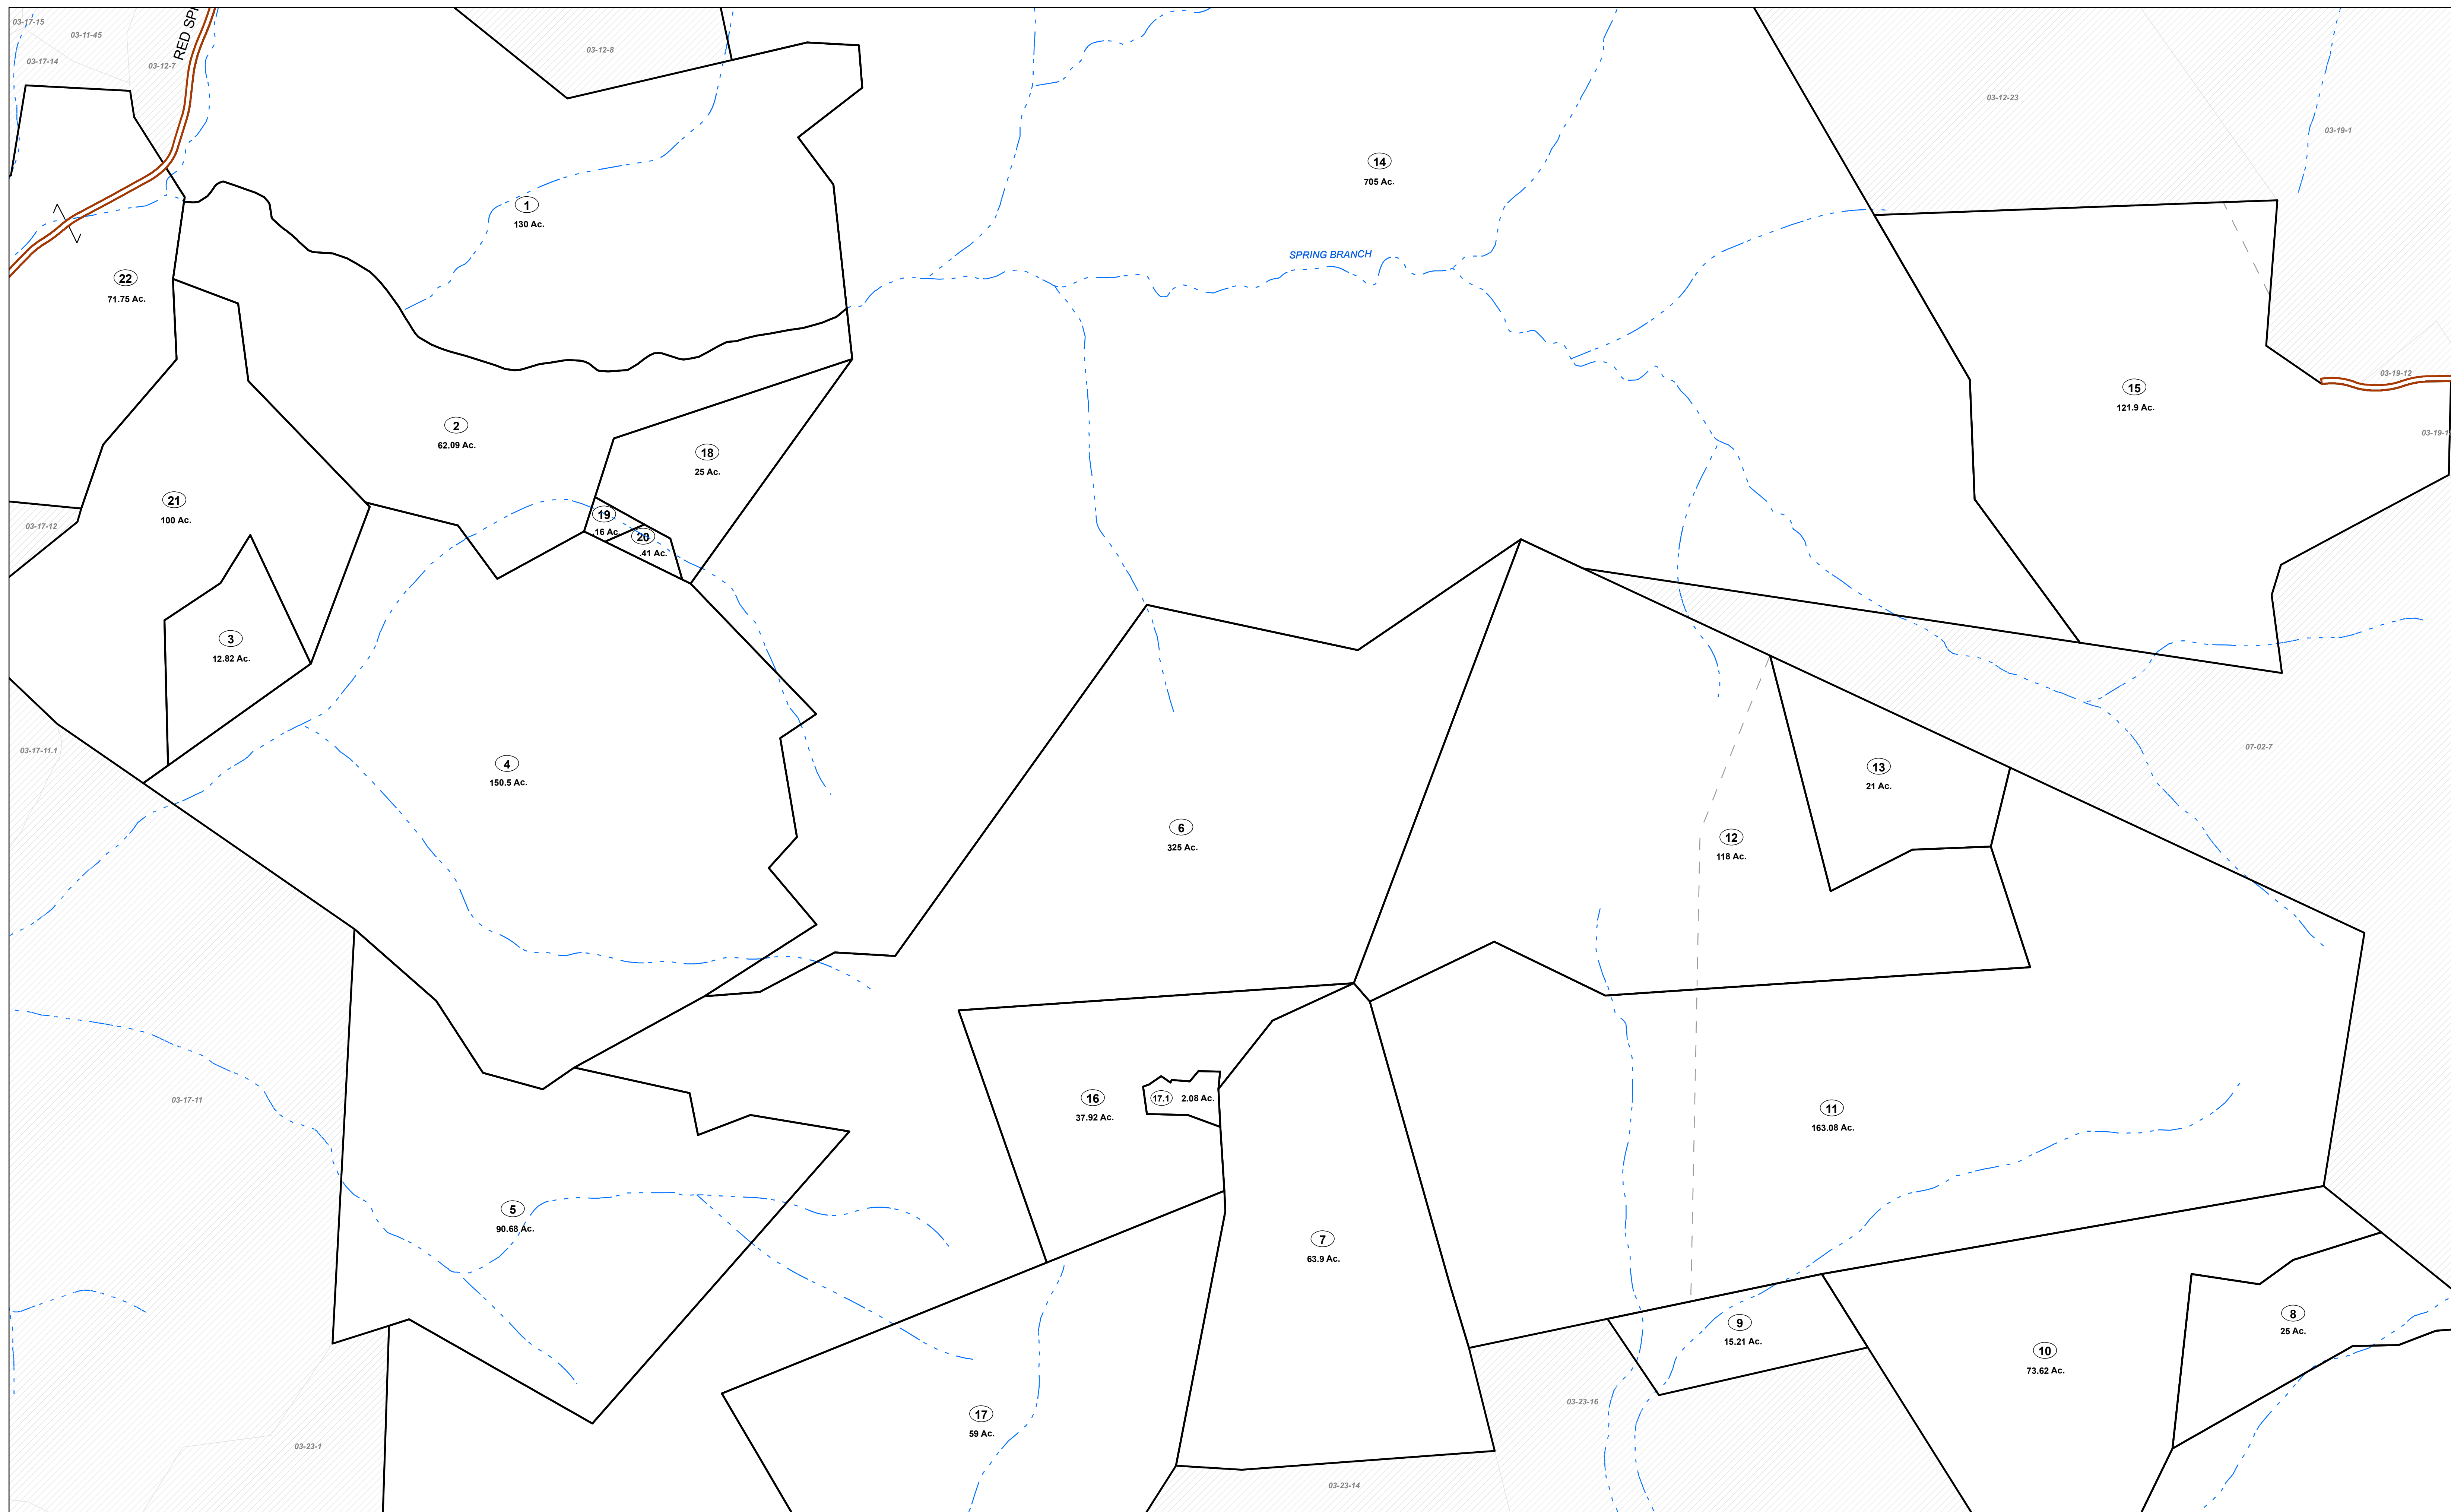 03-17-15
RED SPI
03-11-45
03-12-8
03-17-14
03-12-7
03-12-23
03-19-1
14
705 Ac.
1
130 Ac.
SPRING BRANCH
22
71.75 Ac.
03-19-12
15
121.9 Ac.
2
62.09 Ac.
03-19-1
18
25 Ac.
21
100 Ac.
19
.16 Ac.
03-17-12
20
.41 Ac.
3
12.82 Ac.
03-17-11.1
07-02-7
4
150.5 Ac.
13
21 Ac.
6
325 Ac.
12
118 Ac.
03-17-11
16
37.92 Ac.
17.1
2.08 Ac.
11
163.08 Ac.
5
90.68 Ac.
7
63.9 Ac.
8
25 Ac.
9
15.21 Ac.
10
73.62 Ac.
03-23-16
17
59 Ac.
03-23-1
03-23-14